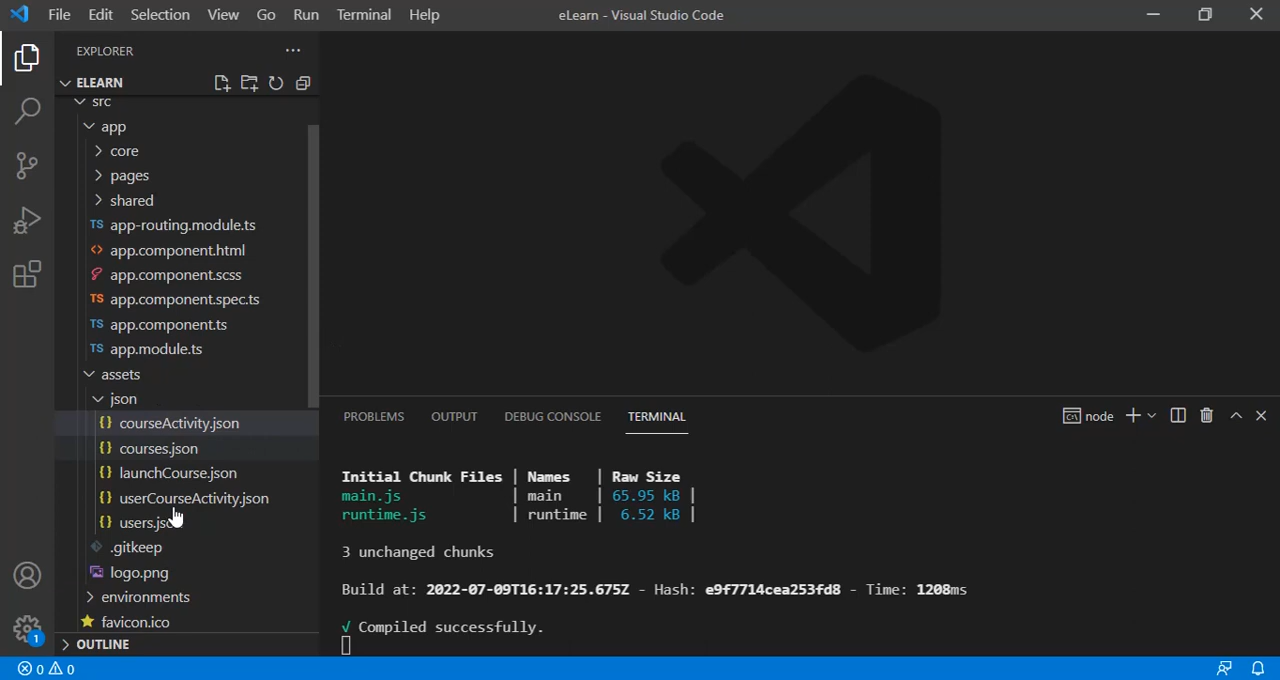 File Edit Selection View Go Run Terminal Help eLearn - Visual Studio Code
EXPLORER
ELEARN
src
app
core
pages
shared
TS app-routing.module.ts
<> app.component.html
app.component.scss
TS app.component.spec.ts
TS app.component.ts
TS app.module.ts
assets
json
{} courseActivity.json
{} courses.json
{} launchCourse.json
{} userCourseActivity.json
{}
.gitkeep
logo.png
environments
favicon.ico
OUTLINE
PROBLEMS OUTPUT DEBUG CONSOLE TERMINAL node
Initial Chunk Files | Names | Raw Size
main.js | main | 65.95 kB |
runtime.js | runtime | 6.52 kB |
3 unchanged chunks
Build at: 2022-07-09T16:17:25.675Z - Hash: e9f7714cea253fd8 - Time: 1208ms
√ Compiled successfully.
1
0 0